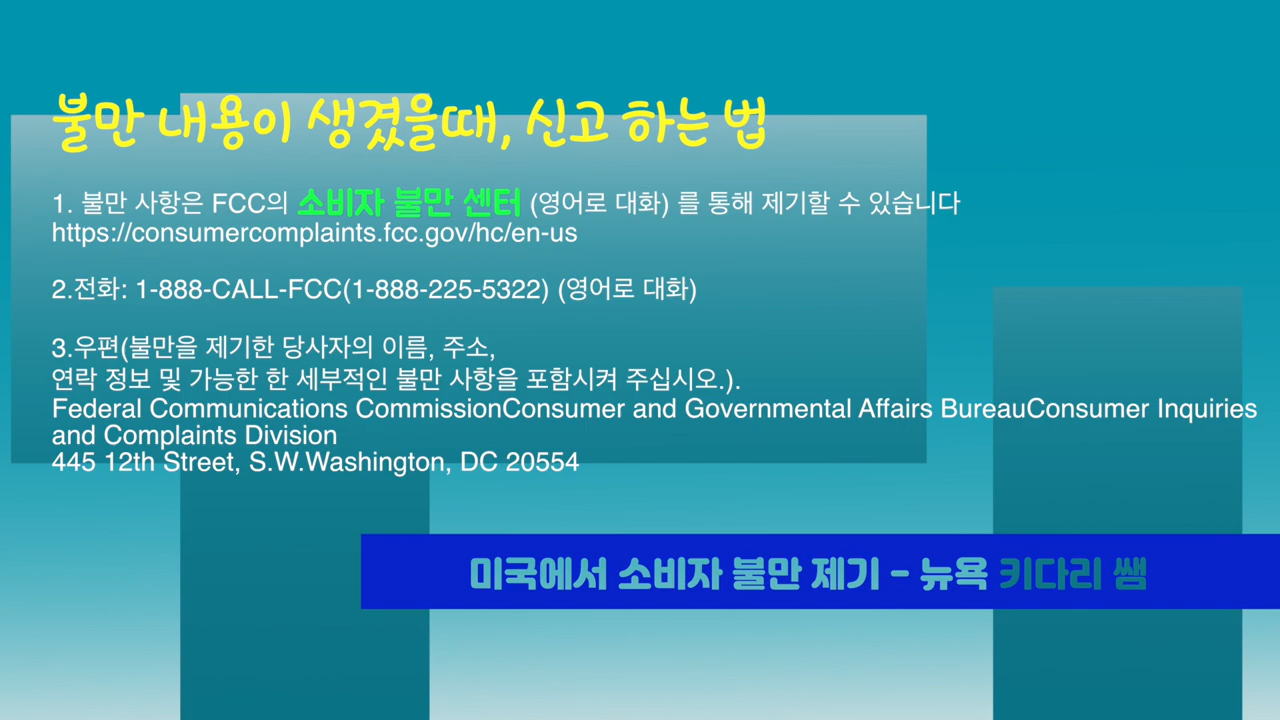 불만 내용이 생겼을때, 신고 하는 법
1. 불만 사항은 FCC의 소비자 불만 센터 (영어로 대화) 를 통해 제기할 수 있습니다
https://consumercomplaints.fcc.gov/hc/en-us
2.전화: 1-888-CALL-FCC(1-888-225-5322) (영어로 대화)
3.우편(불만을 제기한 당사자의 이름, 주소,
연락 정보 및 가능한 한 세부적인 불만 사항을 포함시켜 주십시오.).
Federal Communications CommissionConsumer and Governmental Affairs BureauConsumer Inquiries
and Complaints Division
445 12th Street, S.W.Washington, DC 20554
미국에서 소비자 불만 제기 - 뉴욕 키다리 쌤